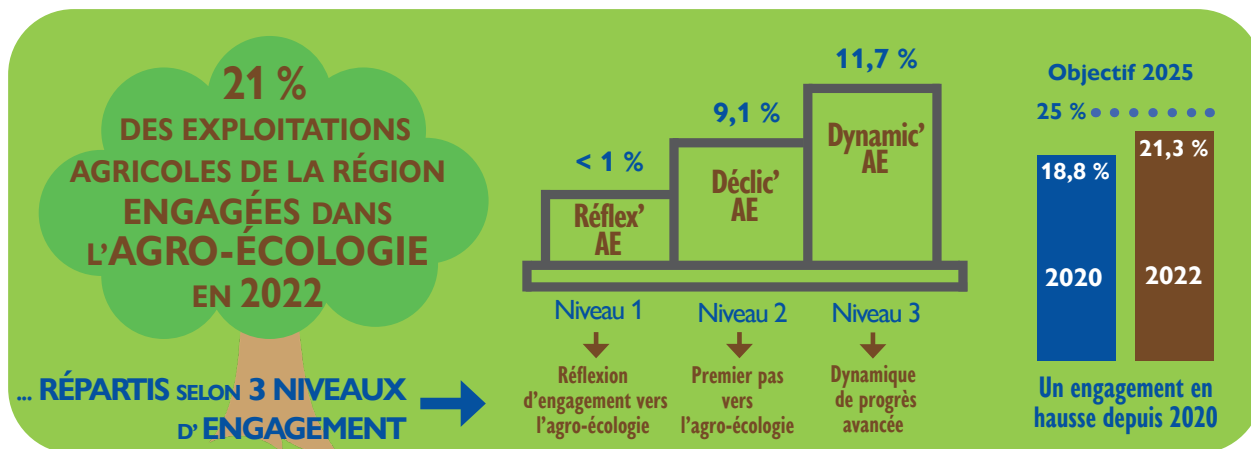 21 %
DES EXPLOITATIONS
AGRICOLES DE LA RÉGION
ENGAGÉES DANS
L'AGRO-ÉCOLOGIE
EN 2022
... RÉPARTIS SELON 3 NIVEAUX
D' ENGAGEMENT
< 1 %
9,1 %
11,7 %
Réflex'
AE
Déclic'
AE
Dynamic'
AE
Niveau 1
Niveau 2
Niveau 3
Réflexion
d'engagement vers
l'agro-écologie
Premier pas
vers
l'agro-écologie
Dynamique
de progrès
avancée
Objectif 2025
25 %
18,8 %
21,3 %
2020
2022
Un engagement en
hausse depuis 2020